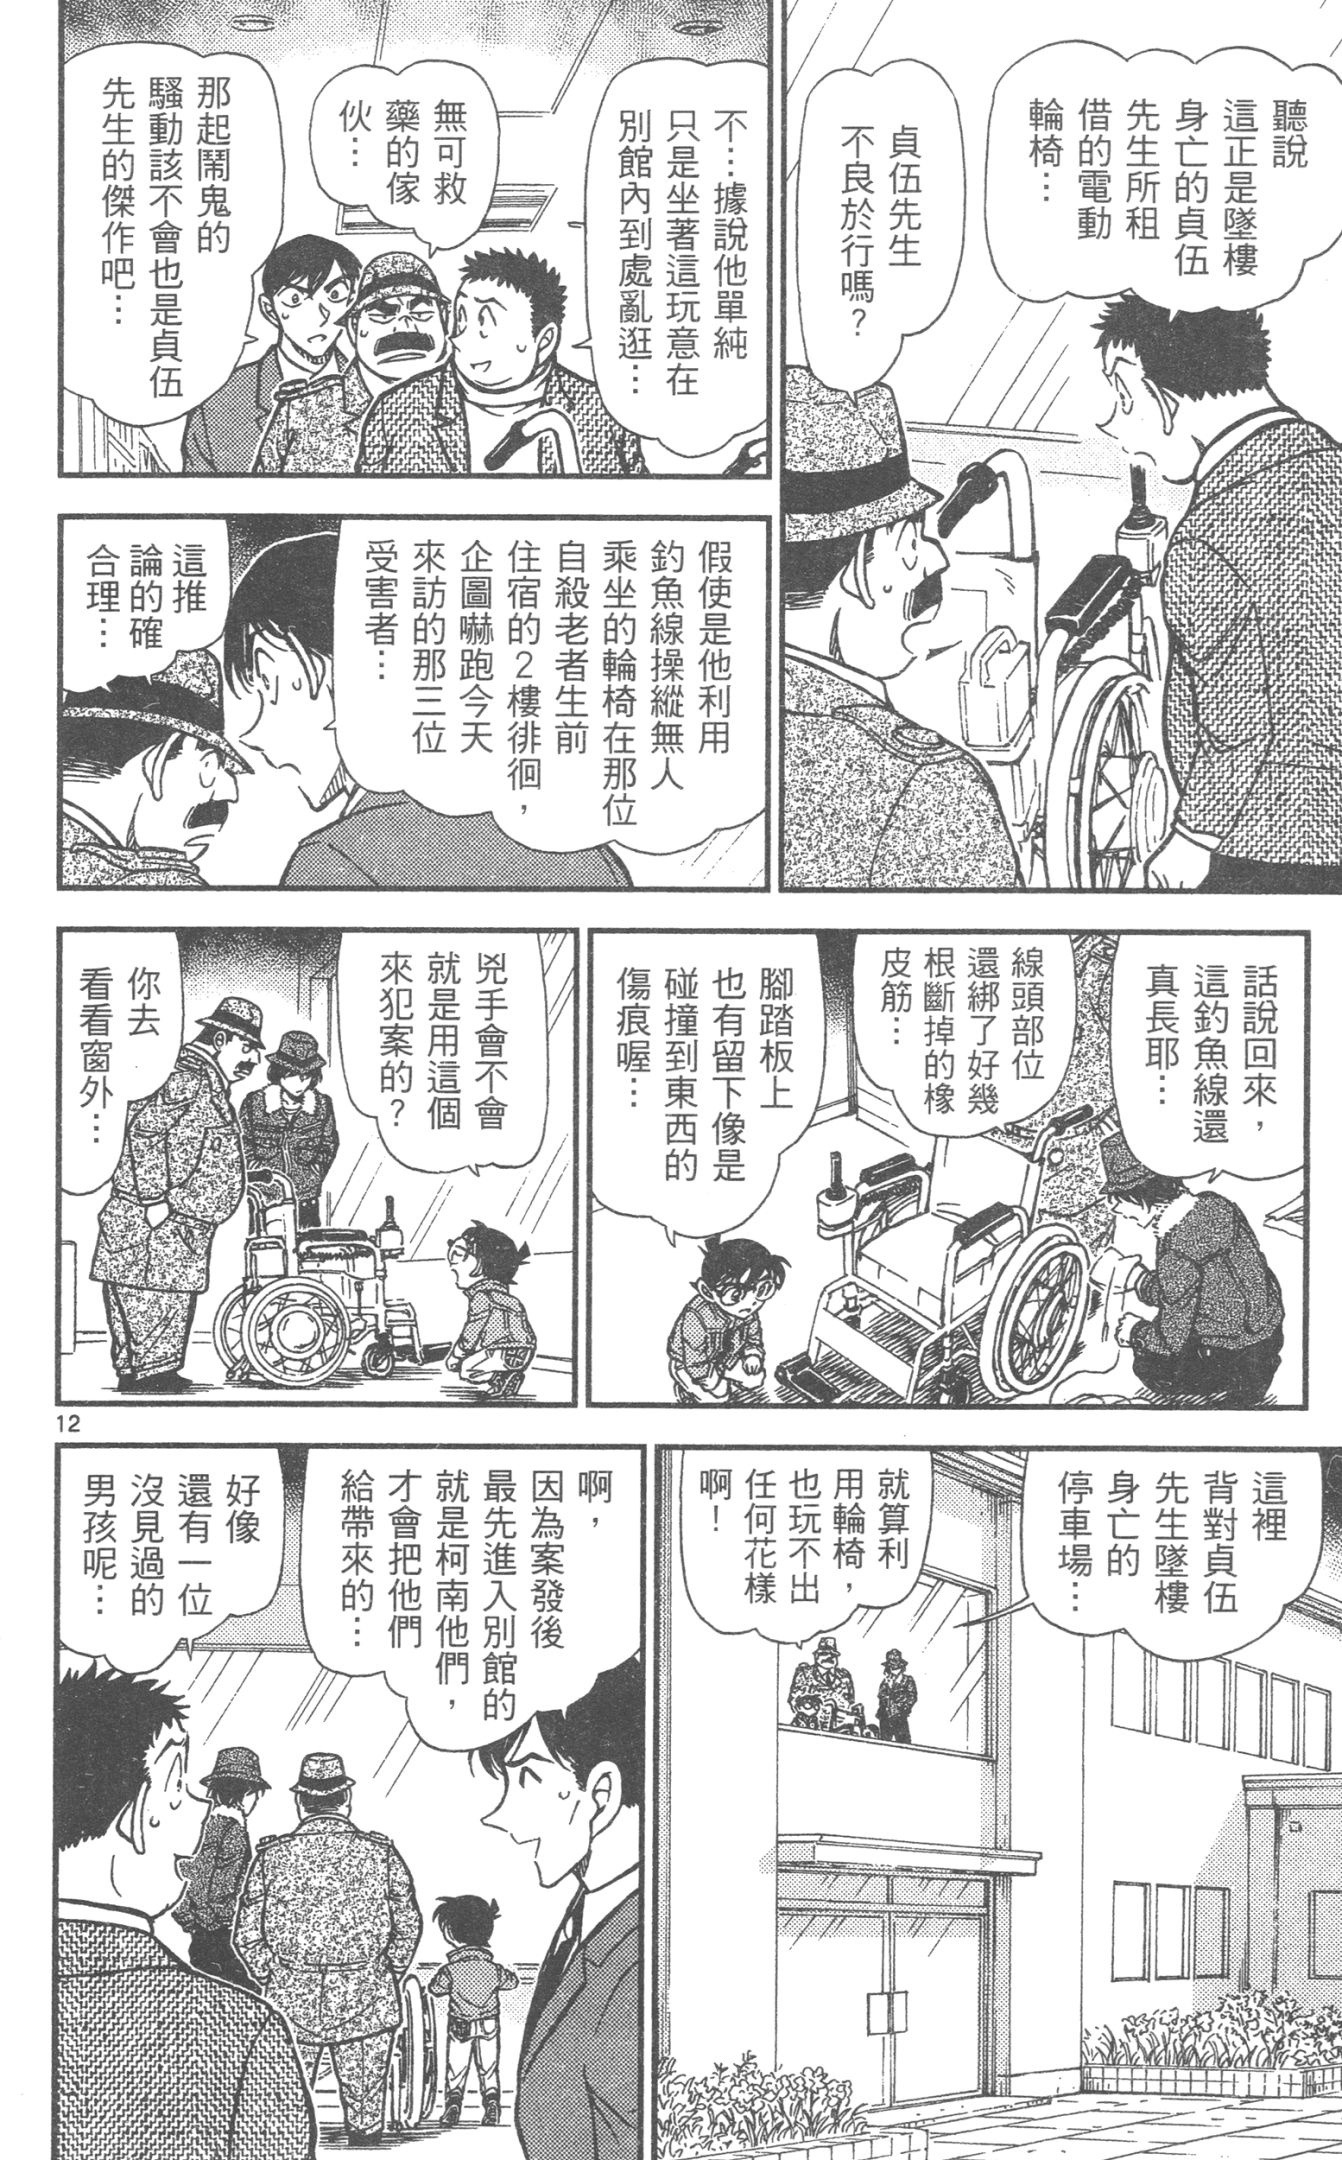 聽說
這正是墜樓
身亡的貞伍
先生所租
借的電動
輪椅…
貞伍先生
不良於行嗎？
不…據說他單純
只是坐著這玩意在
別館內到處亂逛…
無可救
藥的傢
伙…
那起鬧鬼的
騷動該不會也是貞伍
先生的傑作吧…
假使是他利用
釣魚線操縱無人
乘坐的輪椅在那位
自殺老者生前
住宿的2樓徘徊，
企圖嚇跑今天
來訪的那三位
受害者…
這推
論的確
合理…
話說回來，
這釣魚線還
真長耶…
線頭部位
還綁了好幾
根斷掉的橡
皮筋…
腳踏板上
也有留下像是
碰撞到東西的
傷痕喔…
兇手會不會
就是用這個
來犯案的？
你去
看看窗外…
12
這裡
背對貞伍
先生墜樓
身亡的
停車場…
就算利
用輪椅，
也玩不出
任何花樣
啊！
啊，
因為案發後
最先進入別館的
就是柯南他們，
才會把他們
給帶來的…
好像
還有一位
沒見過的
男孩呢…